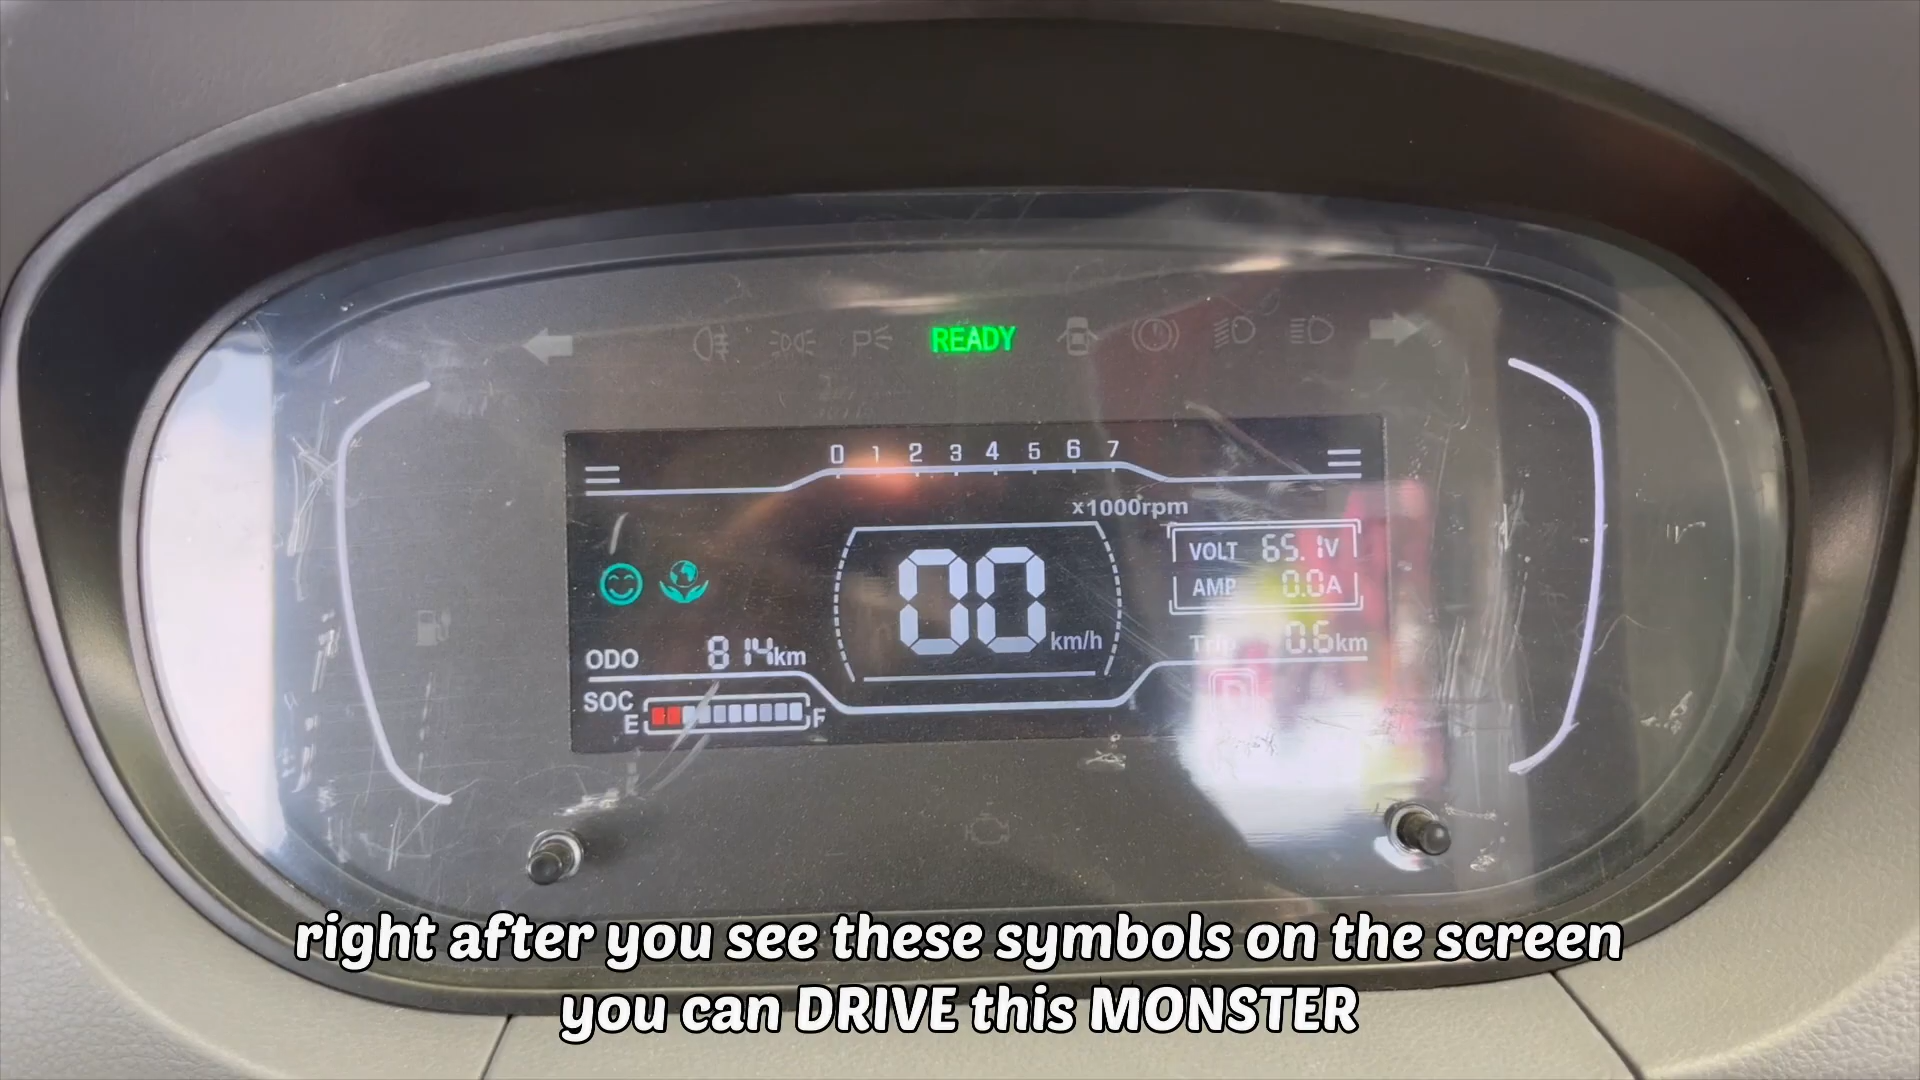 READY
0 1 2 3 4 5 6 7
x1000rpm
VOLT 65.1V
AMP 0.0A
00 km/h
ODO 814km
Trip 0.6km
SOC
E F
right after you see these symbols on the screen
you can DRIVE this MONSTER